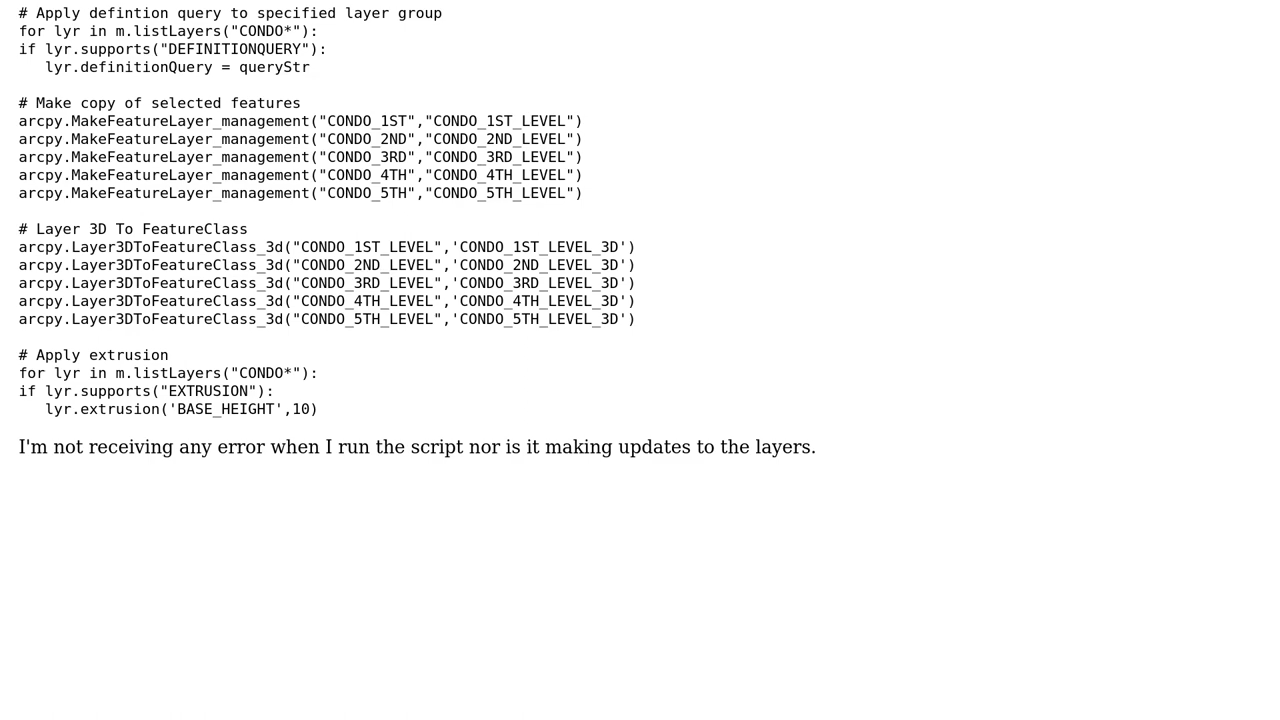 # Apply defintion query to specified layer group
for lyr in m.listLayers("CONDO*"):
if lyr.supports("DEFINITIONQUERY"):
   lyr.definitionQuery = queryStr

# Make copy of selected features
arcpy.MakeFeatureLayer_management("CONDO_1ST","CONDO_1ST_LEVEL")
arcpy.MakeFeatureLayer_management("CONDO_2ND","CONDO_2ND_LEVEL")
arcpy.MakeFeatureLayer_management("CONDO_3RD","CONDO_3RD_LEVEL")
arcpy.MakeFeatureLayer_management("CONDO_4TH","CONDO_4TH_LEVEL")
arcpy.MakeFeatureLayer_management("CONDO_5TH","CONDO_5TH_LEVEL")

# Layer 3D To FeatureClass
arcpy.Layer3DToFeatureClass_3d("CONDO_1ST_LEVEL",'CONDO_1ST_LEVEL_3D')
arcpy.Layer3DToFeatureClass_3d("CONDO_2ND_LEVEL",'CONDO_2ND_LEVEL_3D')
arcpy.Layer3DToFeatureClass_3d("CONDO_3RD_LEVEL",'CONDO_3RD_LEVEL_3D')
arcpy.Layer3DToFeatureClass_3d("CONDO_4TH_LEVEL",'CONDO_4TH_LEVEL_3D')
arcpy.Layer3DToFeatureClass_3d("CONDO_5TH_LEVEL",'CONDO_5TH_LEVEL_3D')

# Apply extrusion
for lyr in m.listLayers("CONDO*"):
if lyr.supports("EXTRUSION"):
   lyr.extrusion('BASE_HEIGHT',10)

I'm not receiving any error when I run the script nor is it making updates to the layers.